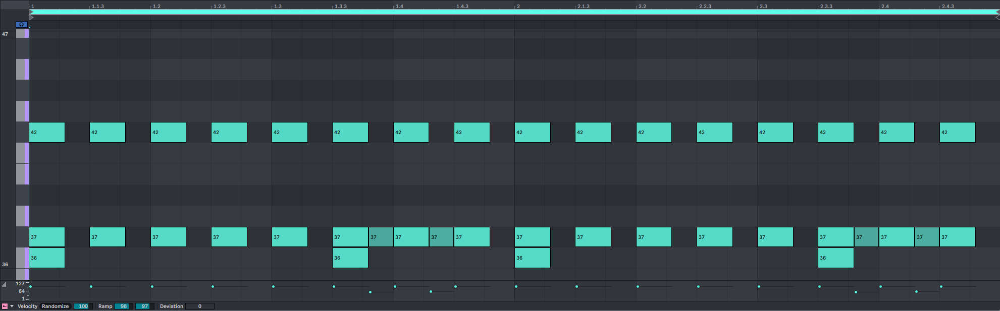 1 1.1.3 1.2 1.2.3 1.3 1.3.3 1.4 1.4.3 2 2.1.3 2.2 2.2.3 2.3 2.3.3 2.4 2.4.3
47
42 42 42 42 42 42 42 42 42 42 42 42 42 42 42 42
37 37 37 37 37 37 37 37 37 37 37 37 37 37 37 37 37 37 37 37
36 36 36 36
36
127
64
1
Velocity Randomize 100 Ramp 98 97 Deviation 0